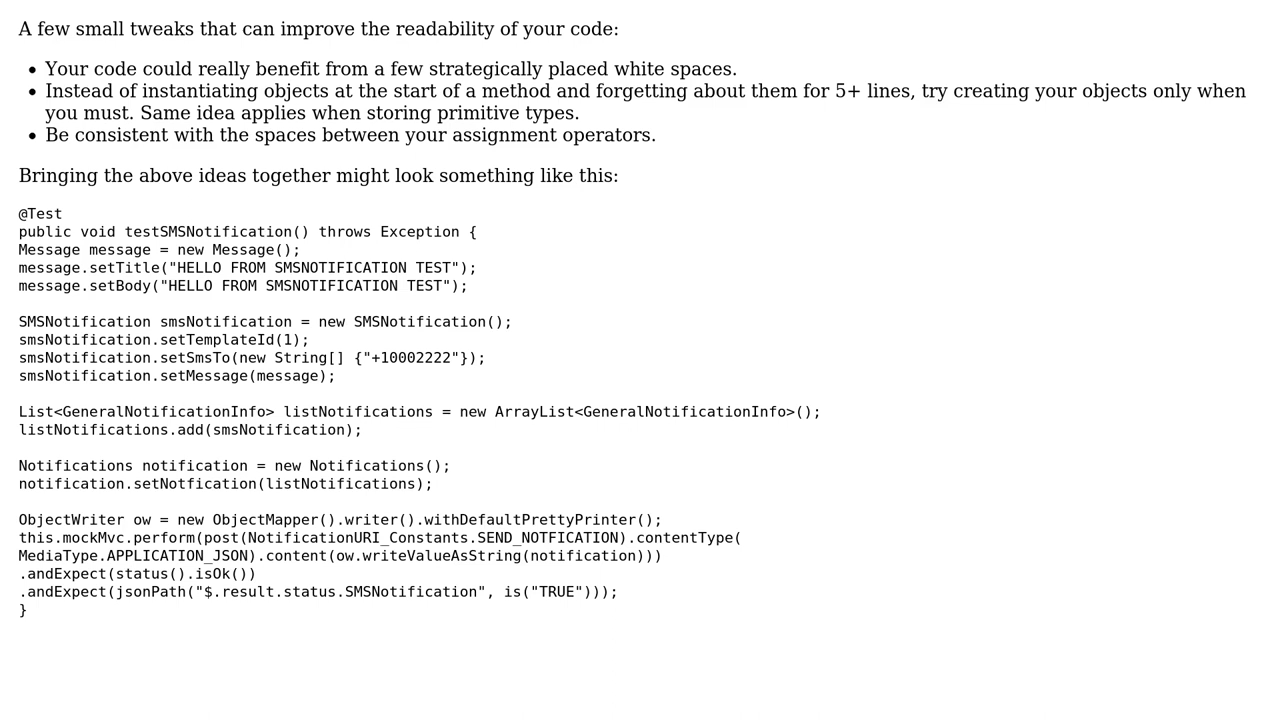 A few small tweaks that can improve the readability of your code:
• Your code could really benefit from a few strategically placed white spaces.
• Instead of instantiating objects at the start of a method and forgetting about them for 5+ lines, try creating your objects only when
you must. Same idea applies when storing primitive types.
• Be consistent with the spaces between your assignment operators.
Bringing the above ideas together might look something like this:
@Test
public void testSMSNotification() throws Exception {
Message message = new Message();
message.setTitle("HELLO FROM SMSNOTIFICATION TEST");
message.setBody("HELLO FROM SMSNOTIFICATION TEST");

SMSNotification smsNotification = new SMSNotification();
smsNotification.setTemplateId(1);
smsNotification.setSmsTo(new String[] {"+10002222"});
smsNotification.setMessage(message);

List<GeneralNotificationInfo> listNotifications = new ArrayList<GeneralNotificationInfo>();
listNotifications.add(smsNotification);

Notifications notification = new Notifications();
notification.setNotfication(listNotifications);

ObjectWriter ow = new ObjectMapper().writer().withDefaultPrettyPrinter();
this.mockMvc.perform(post(NotificationURI_Constants.SEND_NOTFICATION).contentType(
MediaType.APPLICATION_JSON).content(ow.writeValueAsString(notification)))
.andExpect(status().isOk())
.andExpect(jsonPath("$.result.status.SMSNotification", is("TRUE")));
}